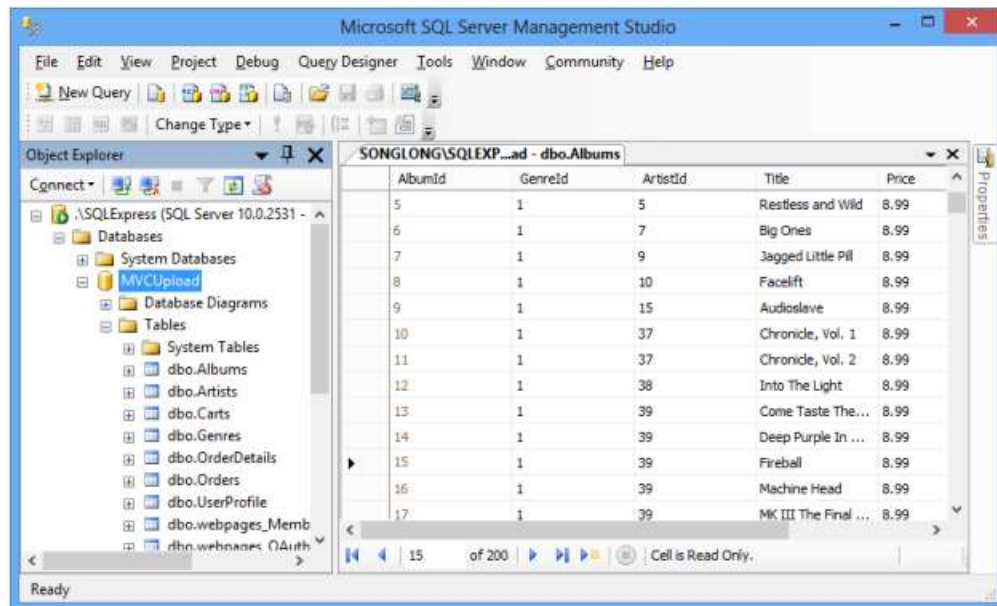 Microsoft SQL Server Management Studio
File Edit View Project Debug Query Designer Tools Window Community Help
New Query
Change Type
Object Explorer
Connect
.\SQLExpress (SQL Server 10.0.2531 -
Databases
System Databases
MVCUpload
Database Diagrams
Tables
System Tables
dbo.Albums
dbo.Artists
dbo.Carts
dbo.Genres
dbo.OrderDetails
dbo.Orders
dbo.UserProfile
dbo.webpages_Memb
dbo.webpages_OAuth
SONGLONG\SQLEXP...ad - dbo.Albums
AlbumId GenreId ArtistId Title Price
5 1 5 Restless and Wild 8.99
6 1 7 Big Ones 8.99
7 1 9 Jagged Little Pill 8.99
8 1 10 Facelift 8.99
9 1 15 Audioslave 8.99
10 1 37 Chronicle, Vol. 1 8.99
11 1 37 Chronicle, Vol. 2 8.99
12 1 38 Into The Light 8.99
13 1 39 Come Taste The... 8.99
14 1 39 Deep Purple In ... 8.99
15 1 39 Fireball 8.99
16 1 39 Machine Head 8.99
17 1 39 MK III The Final ... 8.99
15 of 200 Cell is Read Only.
Properties
Ready